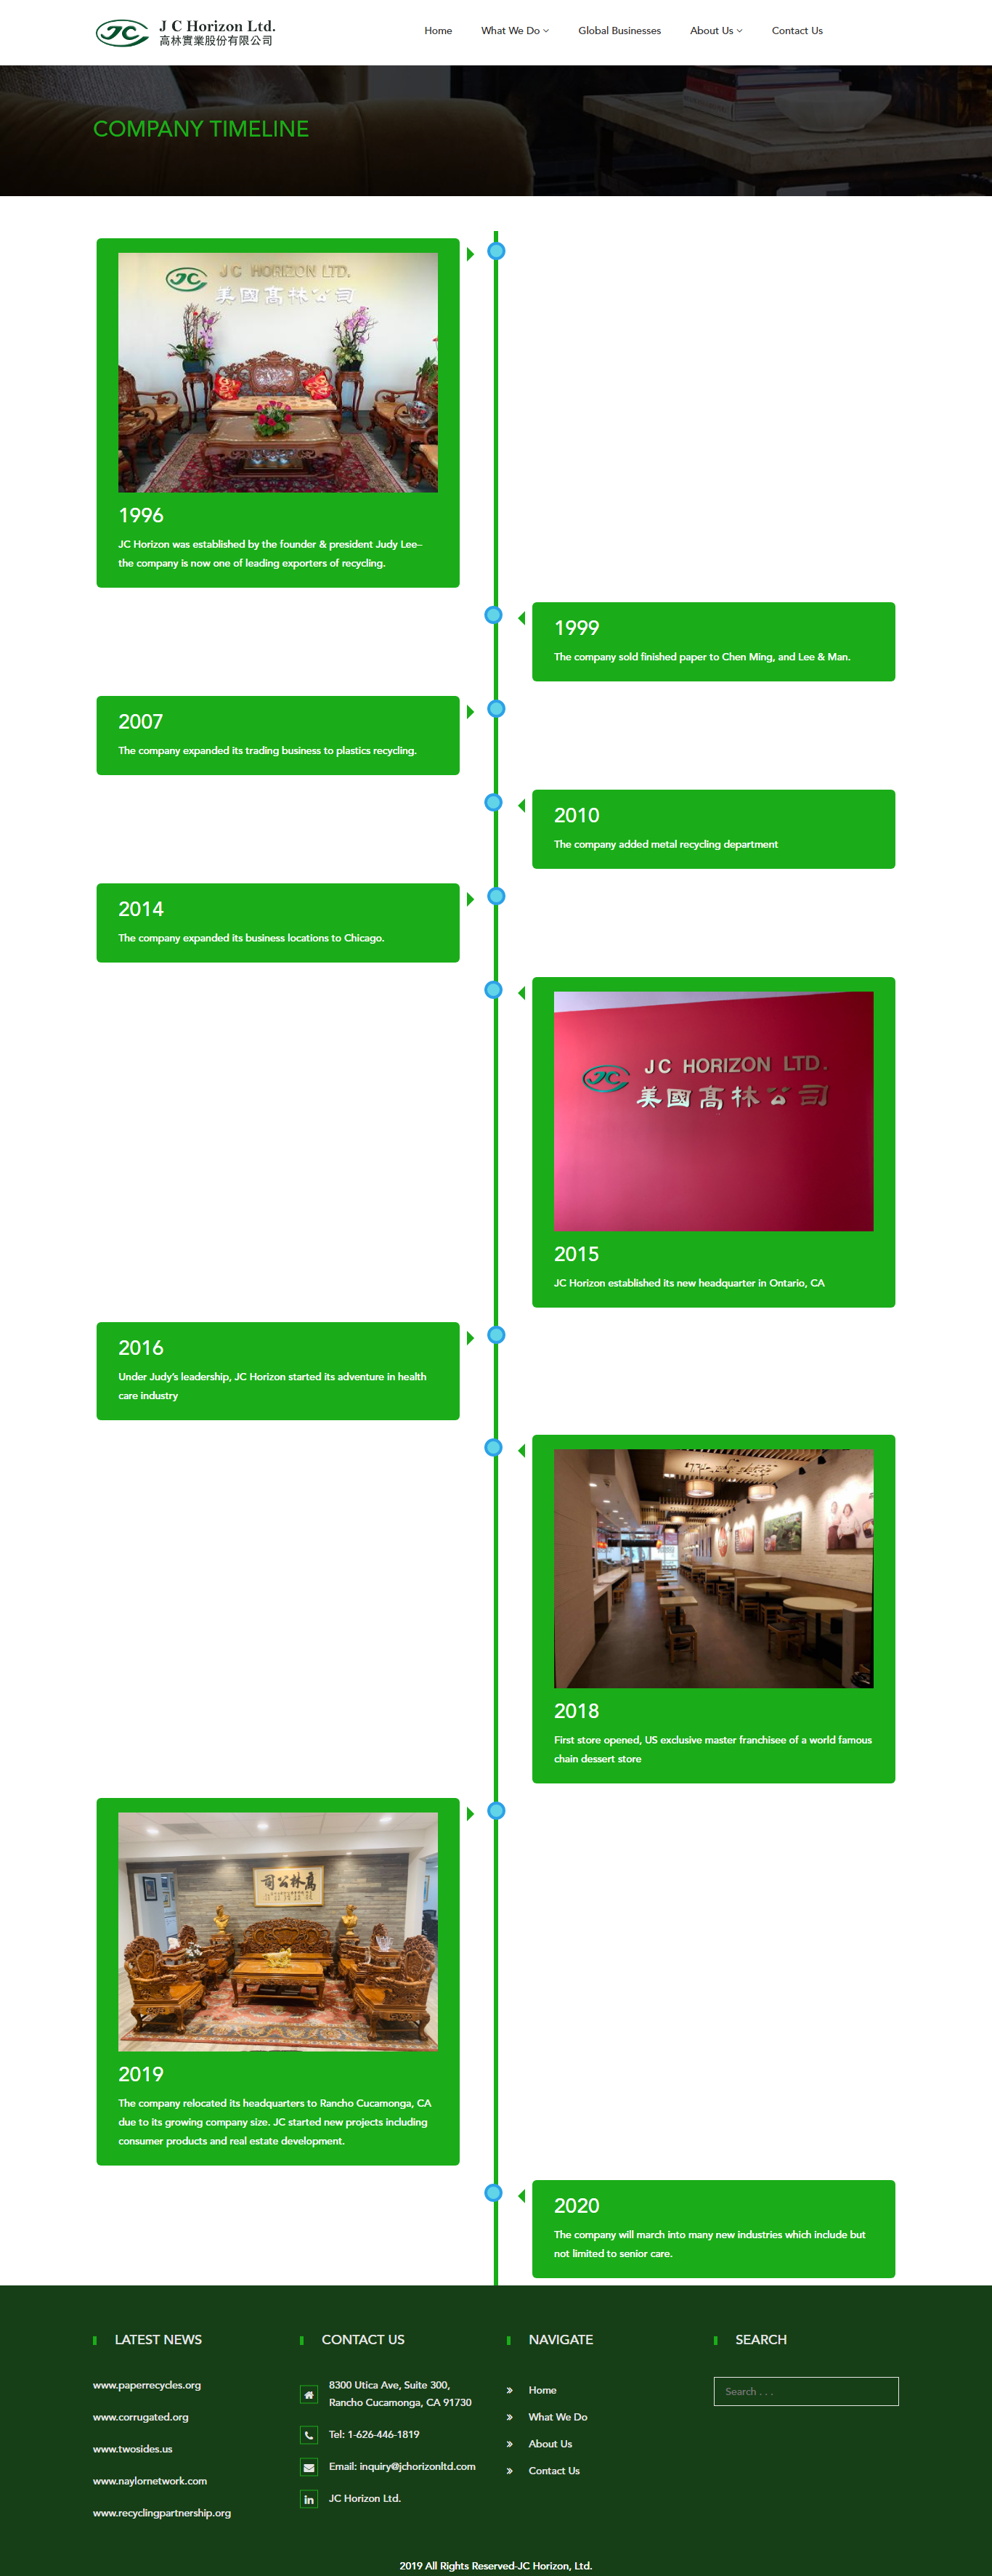 J C Horizon Ltd.
高林實業股份有限公司
Home
What We Do
Global Businesses
About Us
Contact Us
COMPANY TIMELINE
JC HORIZON LTD.
美國高林公司
1996
JC Horizon was established by the founder & president Judy Lee–
the company is now one of leading exporters of recycling.
1999
The company sold finished paper to Chen Ming, and Lee & Man.
2007
The company expanded its trading business to plastics recycling.
2010
The company added metal recycling department
2014
The company expanded its business locations to Chicago.
JC HORIZON LTD.
美國髙林公司
2015
JC Horizon established its new headquarter in Ontario, CA
2016
Under Judy’s leadership, JC Horizon started its adventure in health
care industry
2018
First store opened, US exclusive master franchisee of a world famous
chain dessert store
司公林髙
2019
The company relocated its headquarters to Rancho Cucamonga, CA
due to its growing company size. JC started new projects including
consumer products and real estate development.
2020
The company will march into many new industries which include but
not limited to senior care.
LATEST NEWS
www.paperrecycles.org
www.corrugated.org
www.twosides.us
www.naylornetwork.com
www.recyclingpartnership.org
CONTACT US
8300 Utica Ave, Suite 300,
Rancho Cucamonga, CA 91730
Tel: 1-626-446-1819
Email: inquiry@jchorizonltd.com
JC Horizon Ltd.
NAVIGATE
Home
What We Do
About Us
Contact Us
SEARCH
Search . . .
2019 All Rights Reserved-JC Horizon, Ltd.